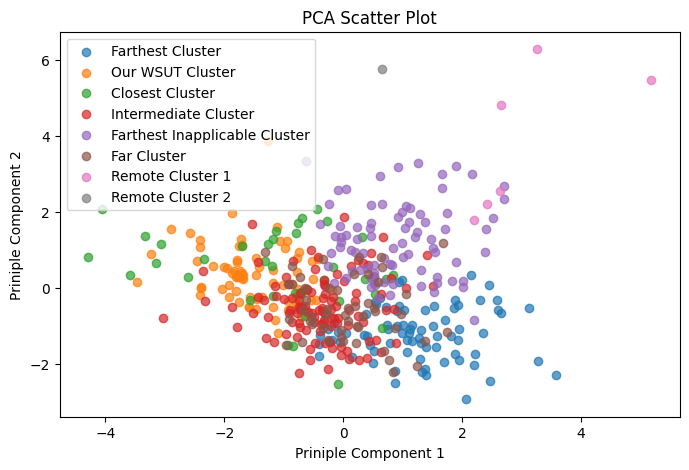 PCA Scatter Plot
Farthest Cluster
Our WSUT Cluster
Closest Cluster
Intermediate Cluster
Farthest Inapplicable Cluster
Far Cluster
Remote Cluster 1
Remote Cluster 2
Priniple Component 2
6
4
2
0
−2
−4
−2
0
2
4
Priniple Component 1